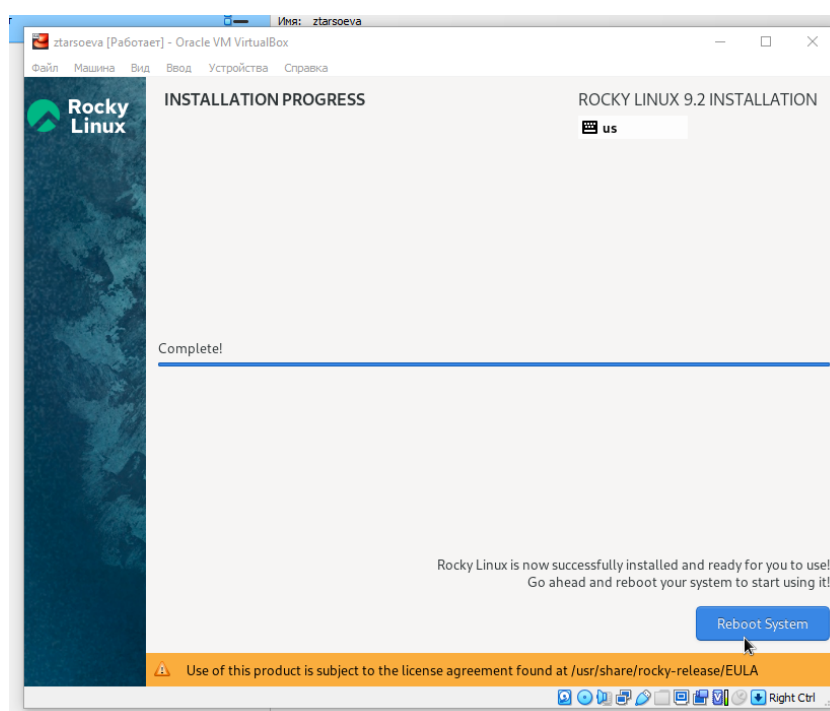 Имя: ztarsoeva
ztarsoeva [Работает] - Oracle VM VirtualBox
Файл Машина Вид Ввод Устройства Справка
Rocky
Linux
INSTALLATION PROGRESS
ROCKY LINUX 9.2 INSTALLATION
us
Complete!
Rocky Linux is now successfully installed and ready for you to use!
Go ahead and reboot your system to start using it!
Reboot System
Use of this product is subject to the license agreement found at /usr/share/rocky-release/EULA
Right Ctrl